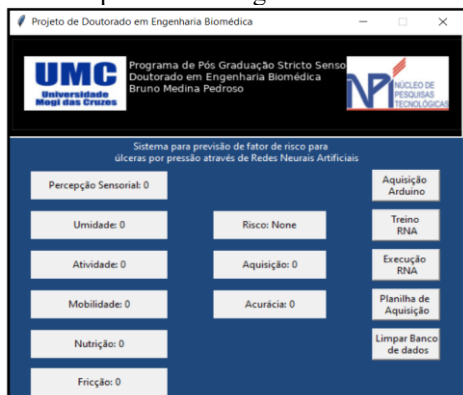 Projeto de Doutorado em Engenharia Biomédica
UMC
Universidade
Mogi das Cruzes
Programa de Pós Graduação Stricto Senso
Doutorado em Engenharia Biomédica
Bruno Medina Pedroso
NPT
NÚCLEO DE
PESQUISAS
TECNOLÓGICAS
Sistema para previsão de fator de risco para
úlceras por pressão através de Redes Neurais Artificiais
Percepção Sensorial: 0
Aquisição
Arduino
Umidade: 0
Risco: None
Treino
RNA
Atividade: 0
Aquisição: 0
Execução
RNA
Mobilidade: 0
Acurácia: 0
Planilha de
Aquisição
Nutrição: 0
Limpar Banco
de dados
Fricção: 0